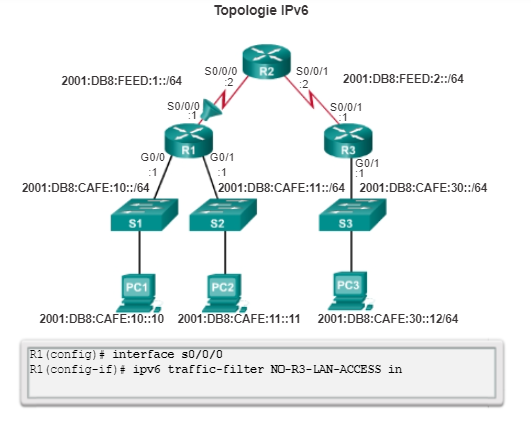 Topologie IPv6
S0/0/0
:2
R2
S0/0/1
:2
2001:DB8:FEED:1::/64
2001:DB8:FEED:2::/64
S0/0/0
:1
S0/0/1
:1
R1
R3
G0/0
:1
G0/1
:1
G0/1
:1
2001:DB8:CAFE:10::/64
2001:DB8:CAFE:11::/64
2001:DB8:CAFE:30::/64
S1
S2
S3
PC1
PC2
PC3
2001:DB8:CAFE:10::10
2001:DB8:CAFE:11::11
2001:DB8:CAFE:30::12/64
R1(config)# interface s0/0/0
R1(config-if)# ipv6 traffic-filter NO-R3-LAN-ACCESS in